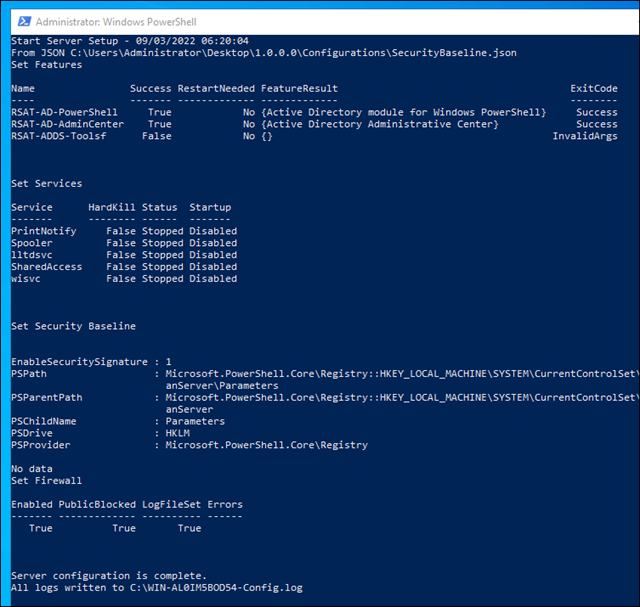 Administrator: Windows PowerShell
Start Server Setup - 09/03/2022 06:20:04
From JSON C:\Users\Administrator\Desktop\1.0.0.0\Configurations\SecurityBaseline.json
Set Features
Name Success RestartNeeded FeatureResult ExitCode
---- ------- ------------- ------------- --------
RSAT-AD-PowerShell True No {Active Directory module for Windows PowerShell} Success
RSAT-AD-AdminCenter True No {Active Directory Administrative Center} Success
RSAT-ADDS-Toolsf False No {} InvalidArgs
Set Services
Service HardKill Status Startup
------- -------- ------ -------
PrintNotify False Stopped Disabled
Spooler False Stopped Disabled
lltdsvc False Stopped Disabled
SharedAccess False Stopped Disabled
wisvc False Stopped Disabled
Set Security Baseline
EnableSecuritySignature : 1
PSPath : Microsoft.PowerShell.Core\Registry::HKEY_LOCAL_MACHINE\SYSTEM\CurrentControlSet\
anServer\Parameters
PSParentPath : Microsoft.PowerShell.Core\Registry::HKEY_LOCAL_MACHINE\SYSTEM\CurrentControlSet\
anServer
PSChildName : Parameters
PSDrive : HKLM
PSProvider : Microsoft.PowerShell.Core\Registry
No data
Set Firewall
Enabled PublicBlocked LogFileSet Errors
------- ------------- ---------- ------
True True True
Server configuration is complete.
All logs written to C:\WIN-AL0IM5BOD54-Config.log